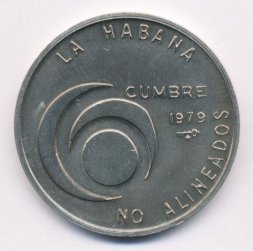 LA HABANA
CUMBRE
1979
NO ALINEADOS